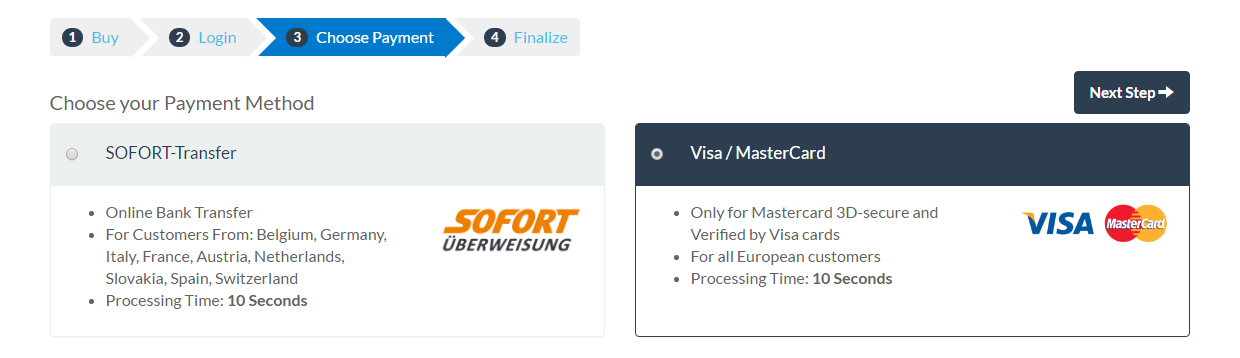 1 Buy
2 Login
3 Choose Payment
4 Finalize
Next Step
Choose your Payment Method
SOFORT-Transfer
Online Bank Transfer
For Customers From: Belgium, Germany,
Italy, France, Austria, Netherlands,
Slovakia, Spain, Switzerland
Processing Time: 10 Seconds
SOFORT
ÜBERWEISUNG
Visa / MasterCard
Only for Mastercard 3D-secure and
Verified by Visa cards
For all European customers
Processing Time: 10 Seconds
VISA
MasterCard